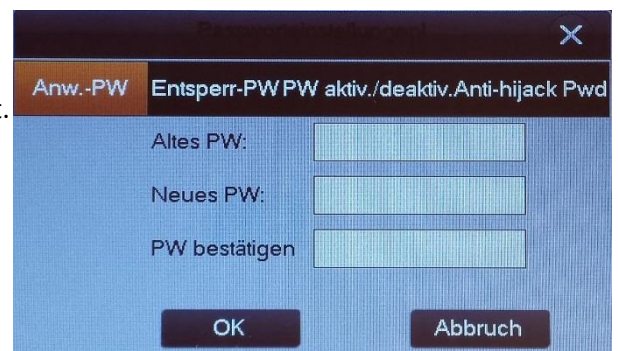 Anw.-PW Entsperr-PW PW aktiv./deaktiv. Anti-hijack Pwd
Altes PW:
Neues PW:
PW bestätigen
OK Abbruch